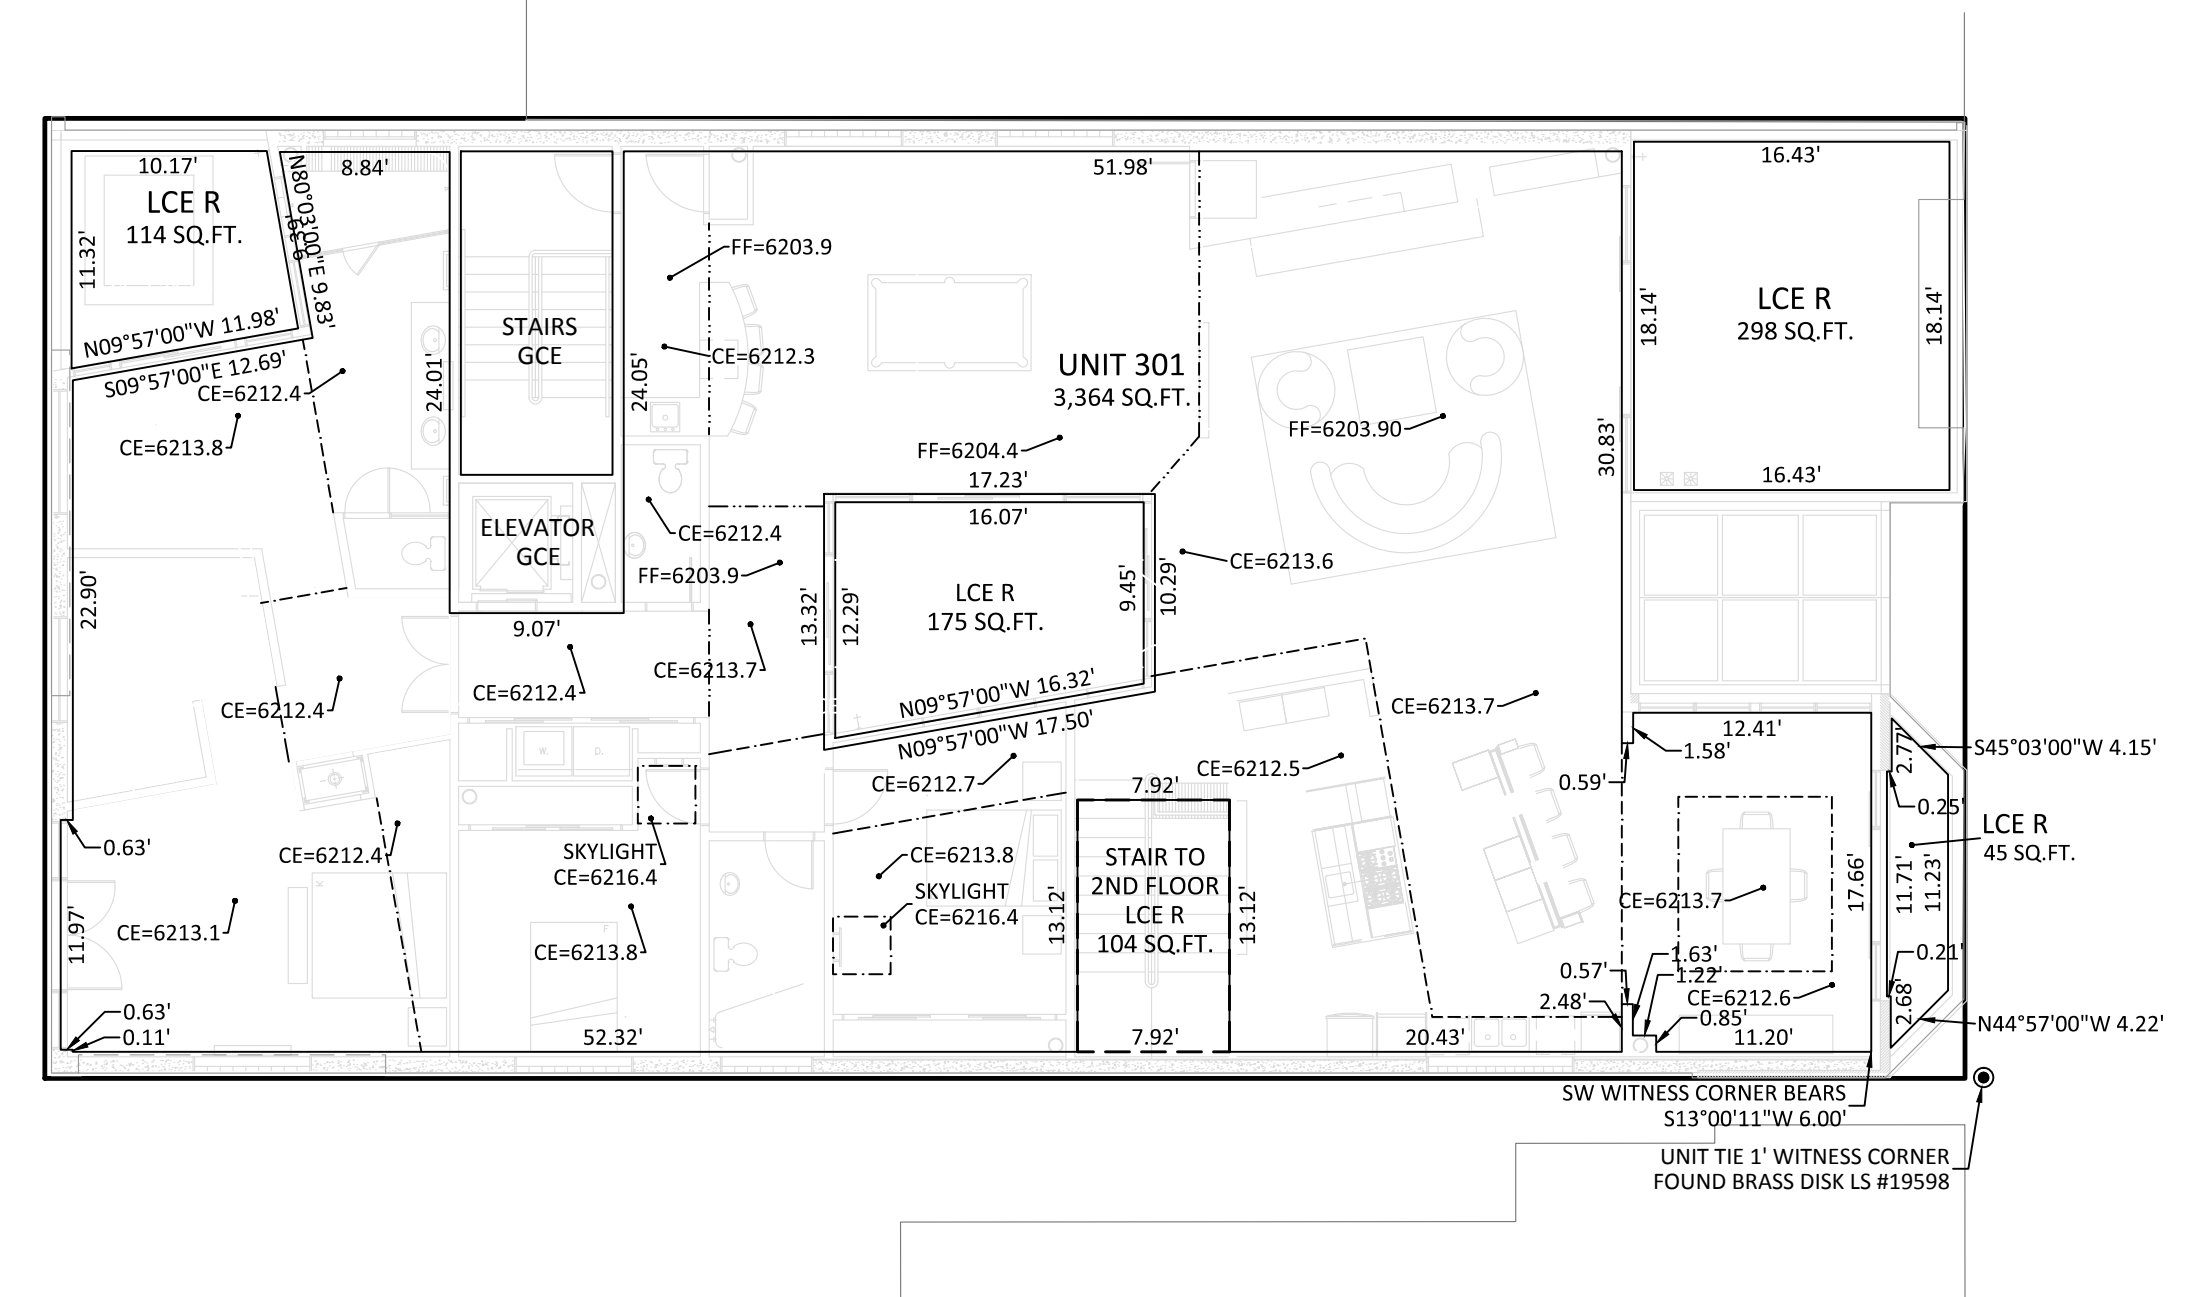 10.17'
LCE R
114 SQ.FT.
11.32'
N80°03'00"E 9.83'
9.39'
8.84'
N09°57'00"W 11.98'
S09°57'00"E 12.69'
CE=6212.4
CE=6213.8
24.01'
STAIRS
GCE
ELEVATOR
GCE
24.05'
9.07'
51.98'
FF=6203.9
CE=6212.3
UNIT 301
3,364 SQ.FT.
FF=6204.4
FF=6203.90
17.23'
16.07'
LCE R
175 SQ.FT.
13.32'
12.29'
9.45'
10.29'
N09°57'00"W 16.32'
N09°57'00"W 17.50'
CE=6212.4
FF=6203.9
CE=6213.7
CE=6213.6
30.83'
16.43'
LCE R
298 SQ.FT.
18.14'
18.14'
16.43'
22.90'
CE=6212.4
CE=6212.4
W.
D.
K
F
0.63'
CE=6212.4
11.97'
CE=6213.1
0.63'
0.11'
SKYLIGHT
CE=6216.4
CE=6213.8
52.32'
CE=6212.7
CE=6213.8
SKYLIGHT
CE=6216.4
7.92'
STAIR TO
2ND FLOOR
LCE R
104 SQ.FT.
13.12'
13.12'
7.92'
CE=6212.5
CE=6213.7
20.43'
12.41'
1.58'
0.59'
CE=6213.7
17.66'
0.57'
1.63'
1.22'
2.48'
CE=6212.6
0.85'
11.20'
2.77'
S45°03'00"W 4.15'
0.25'
LCE R
45 SQ.FT.
11.71'
11.23'
0.21'
2.68'
N44°57'00"W 4.22'
SW WITNESS CORNER BEARS
S13°00'11"W 6.00'
UNIT TIE 1' WITNESS CORNER
FOUND BRASS DISK LS #19598